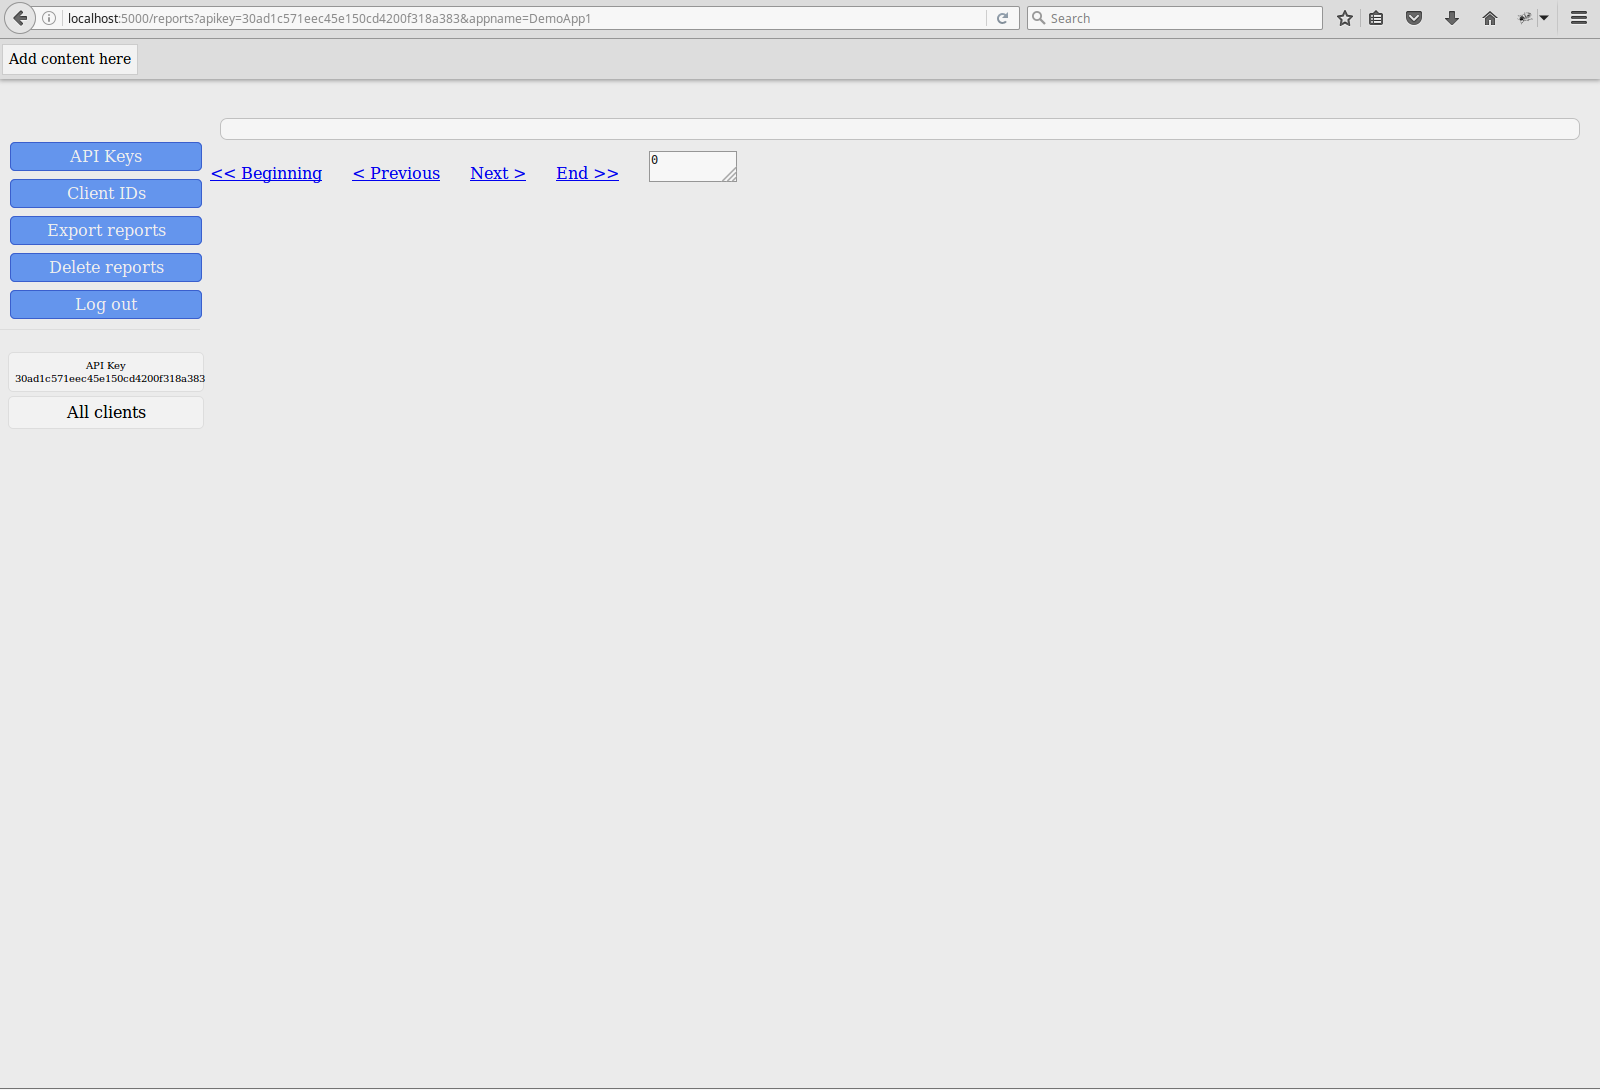 localhost:5000/reports?apikey=30ad1c571eec45e150cd4200f318a383&appname=DemoApp1
Search
Add content here
API Keys
Client IDs
Export reports
Delete reports
Log out
API Key
30ad1c571eec45e150cd4200f318a383
All clients
<< Beginning < Previous Next > End >> 0